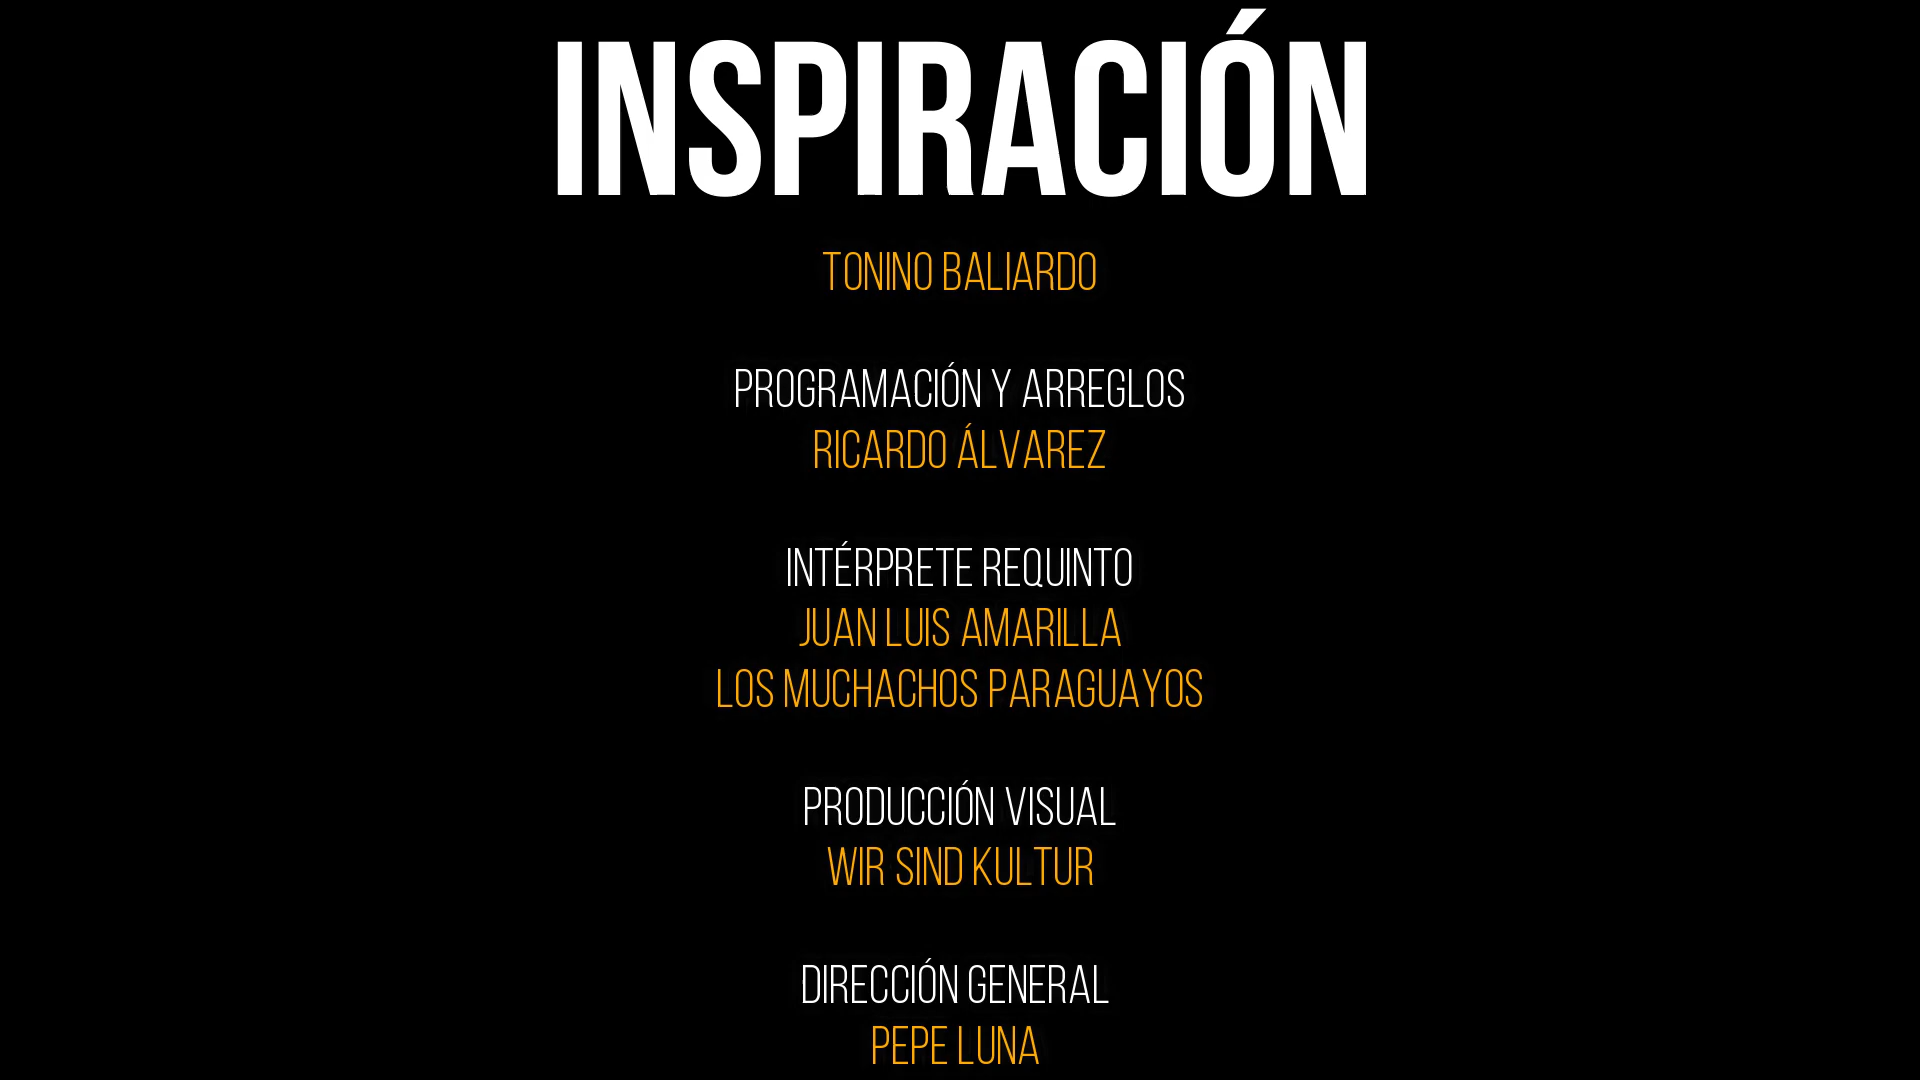 INSPIRACIÓN
TONINO BALIARDO
PROGRAMACIÓN Y ARREGLOS
RICARDO ÁLVAREZ
INTÉRPRETE REQUINTO
JUAN LUIS AMARILLA
LOS MUCHACHOS PARAGUAYOS
PRODUCCIÓN VISUAL
WIR SIND KULTUR
DIRECCIÓN GENERAL
PEPE LUNA